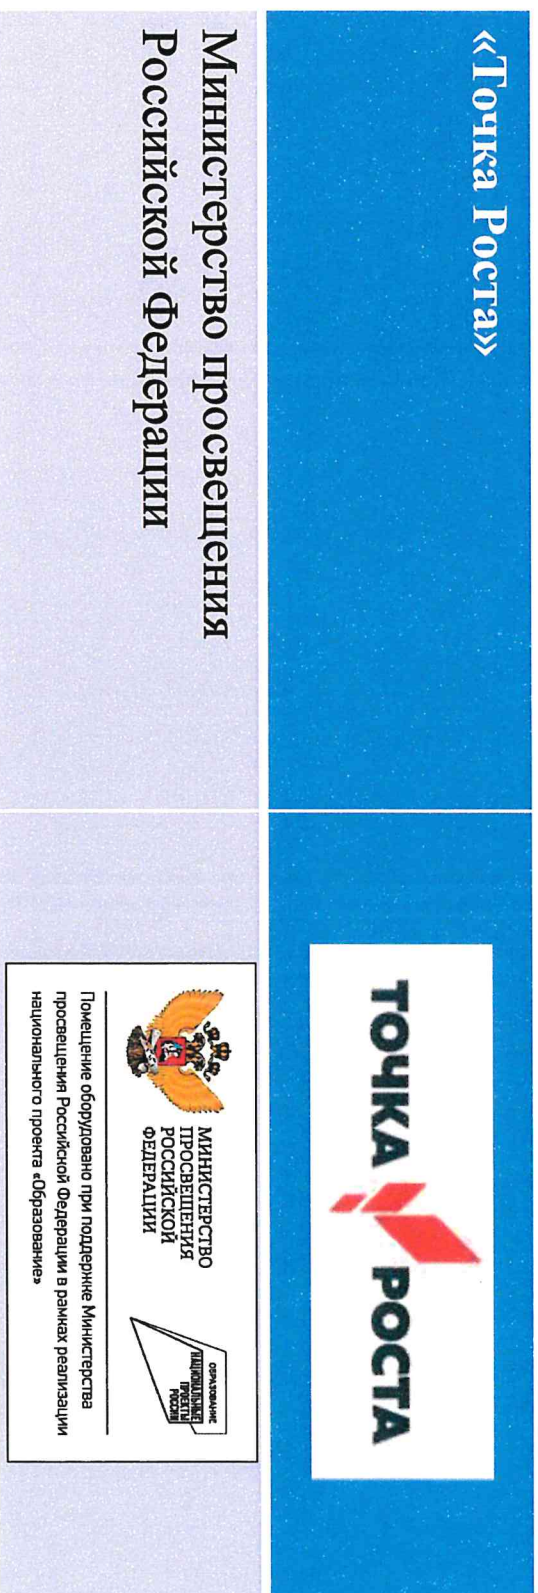 «Точка Роста»
ТОЧКА РОСТА
Министерство просвещения
Российской Федерации
МИНИСТЕРСТВО
ПРОСВЕЩЕНИЯ
РОССИЙСКОЙ
ФЕДЕРАЦИИ
ОБРАЗОВАНИЕ
НАЦИОНАЛЬНЫЕ
ПРОЕКТЫ
РОССИИ
Помещение оборудовано при поддержке Министерства
просвещения Российской Федерации в рамках реализации
национального проекта «Образование»